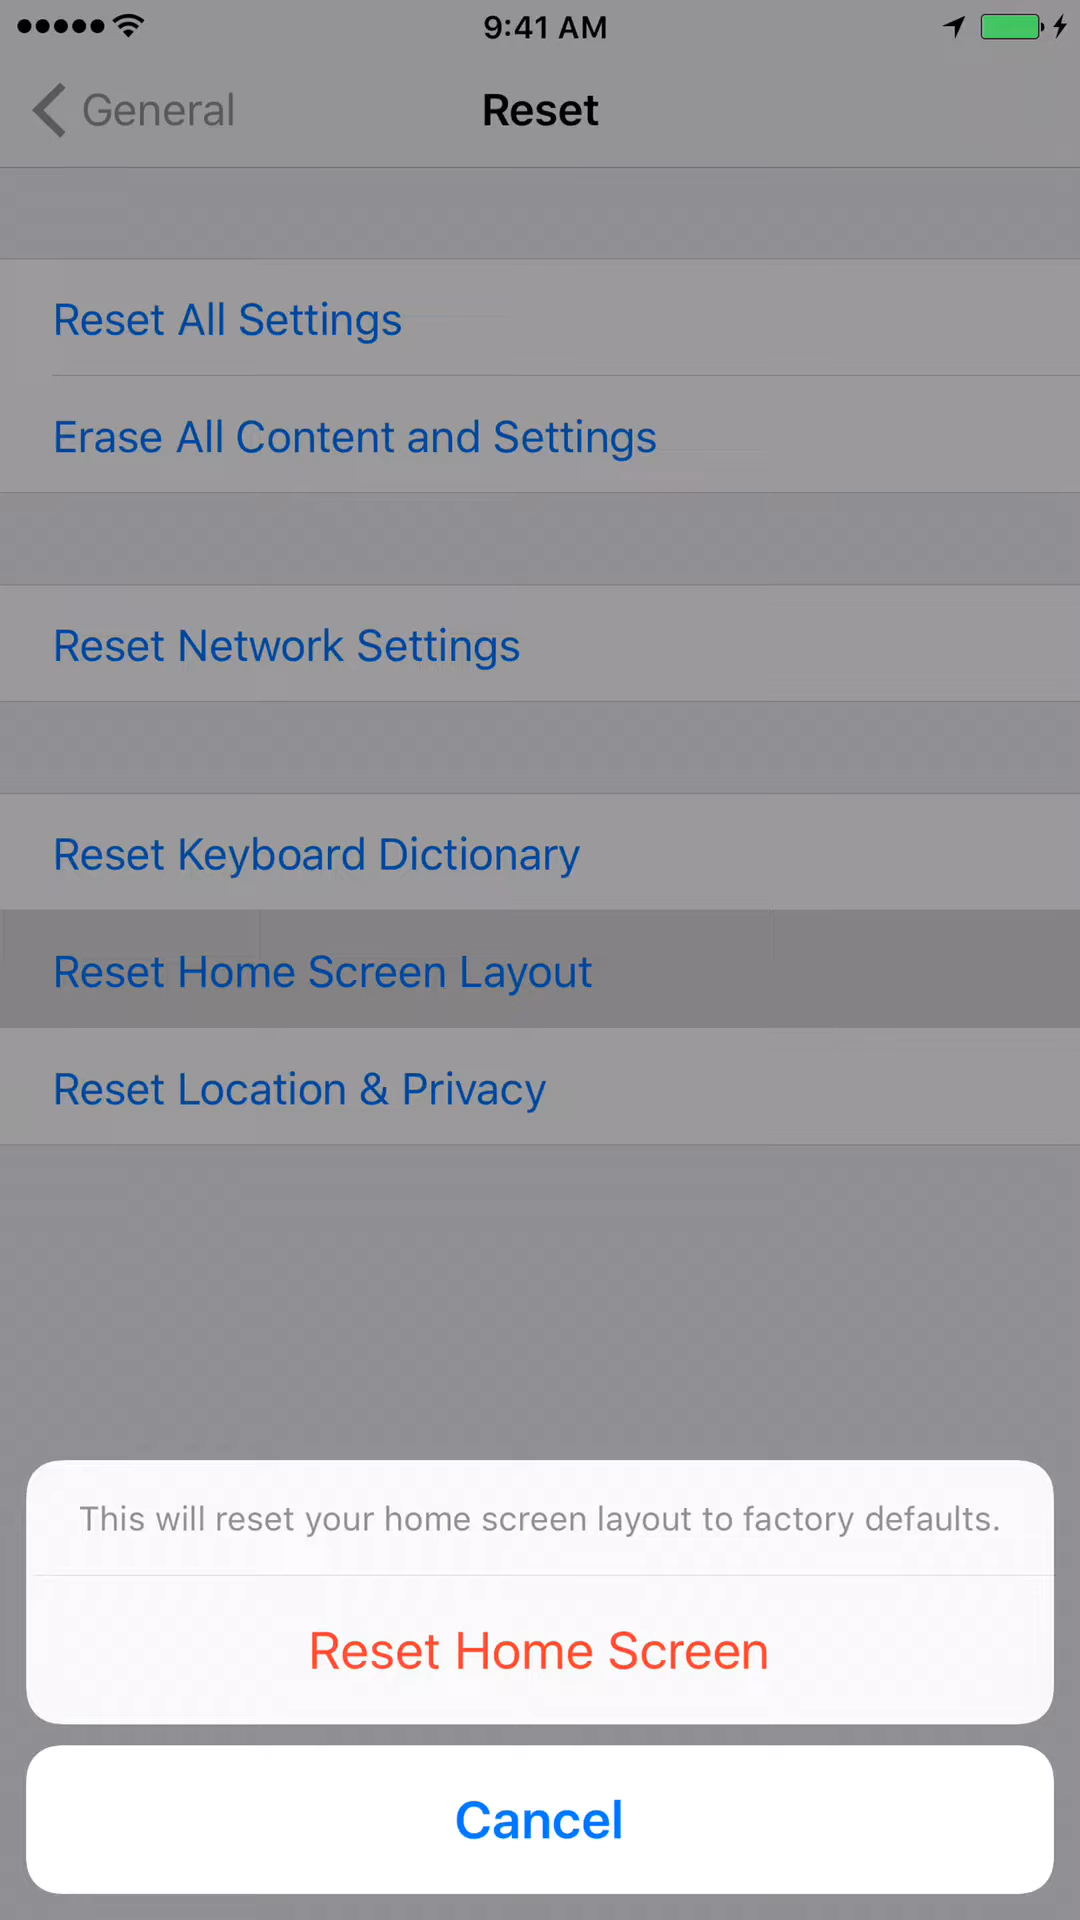 9:41 AM
General
Reset
Reset All Settings
Erase All Content and Settings
Reset Network Settings
Reset Keyboard Dictionary
Reset Home Screen Layout
Reset Location & Privacy
This will reset your home screen layout to factory defaults.
Reset Home Screen
Cancel